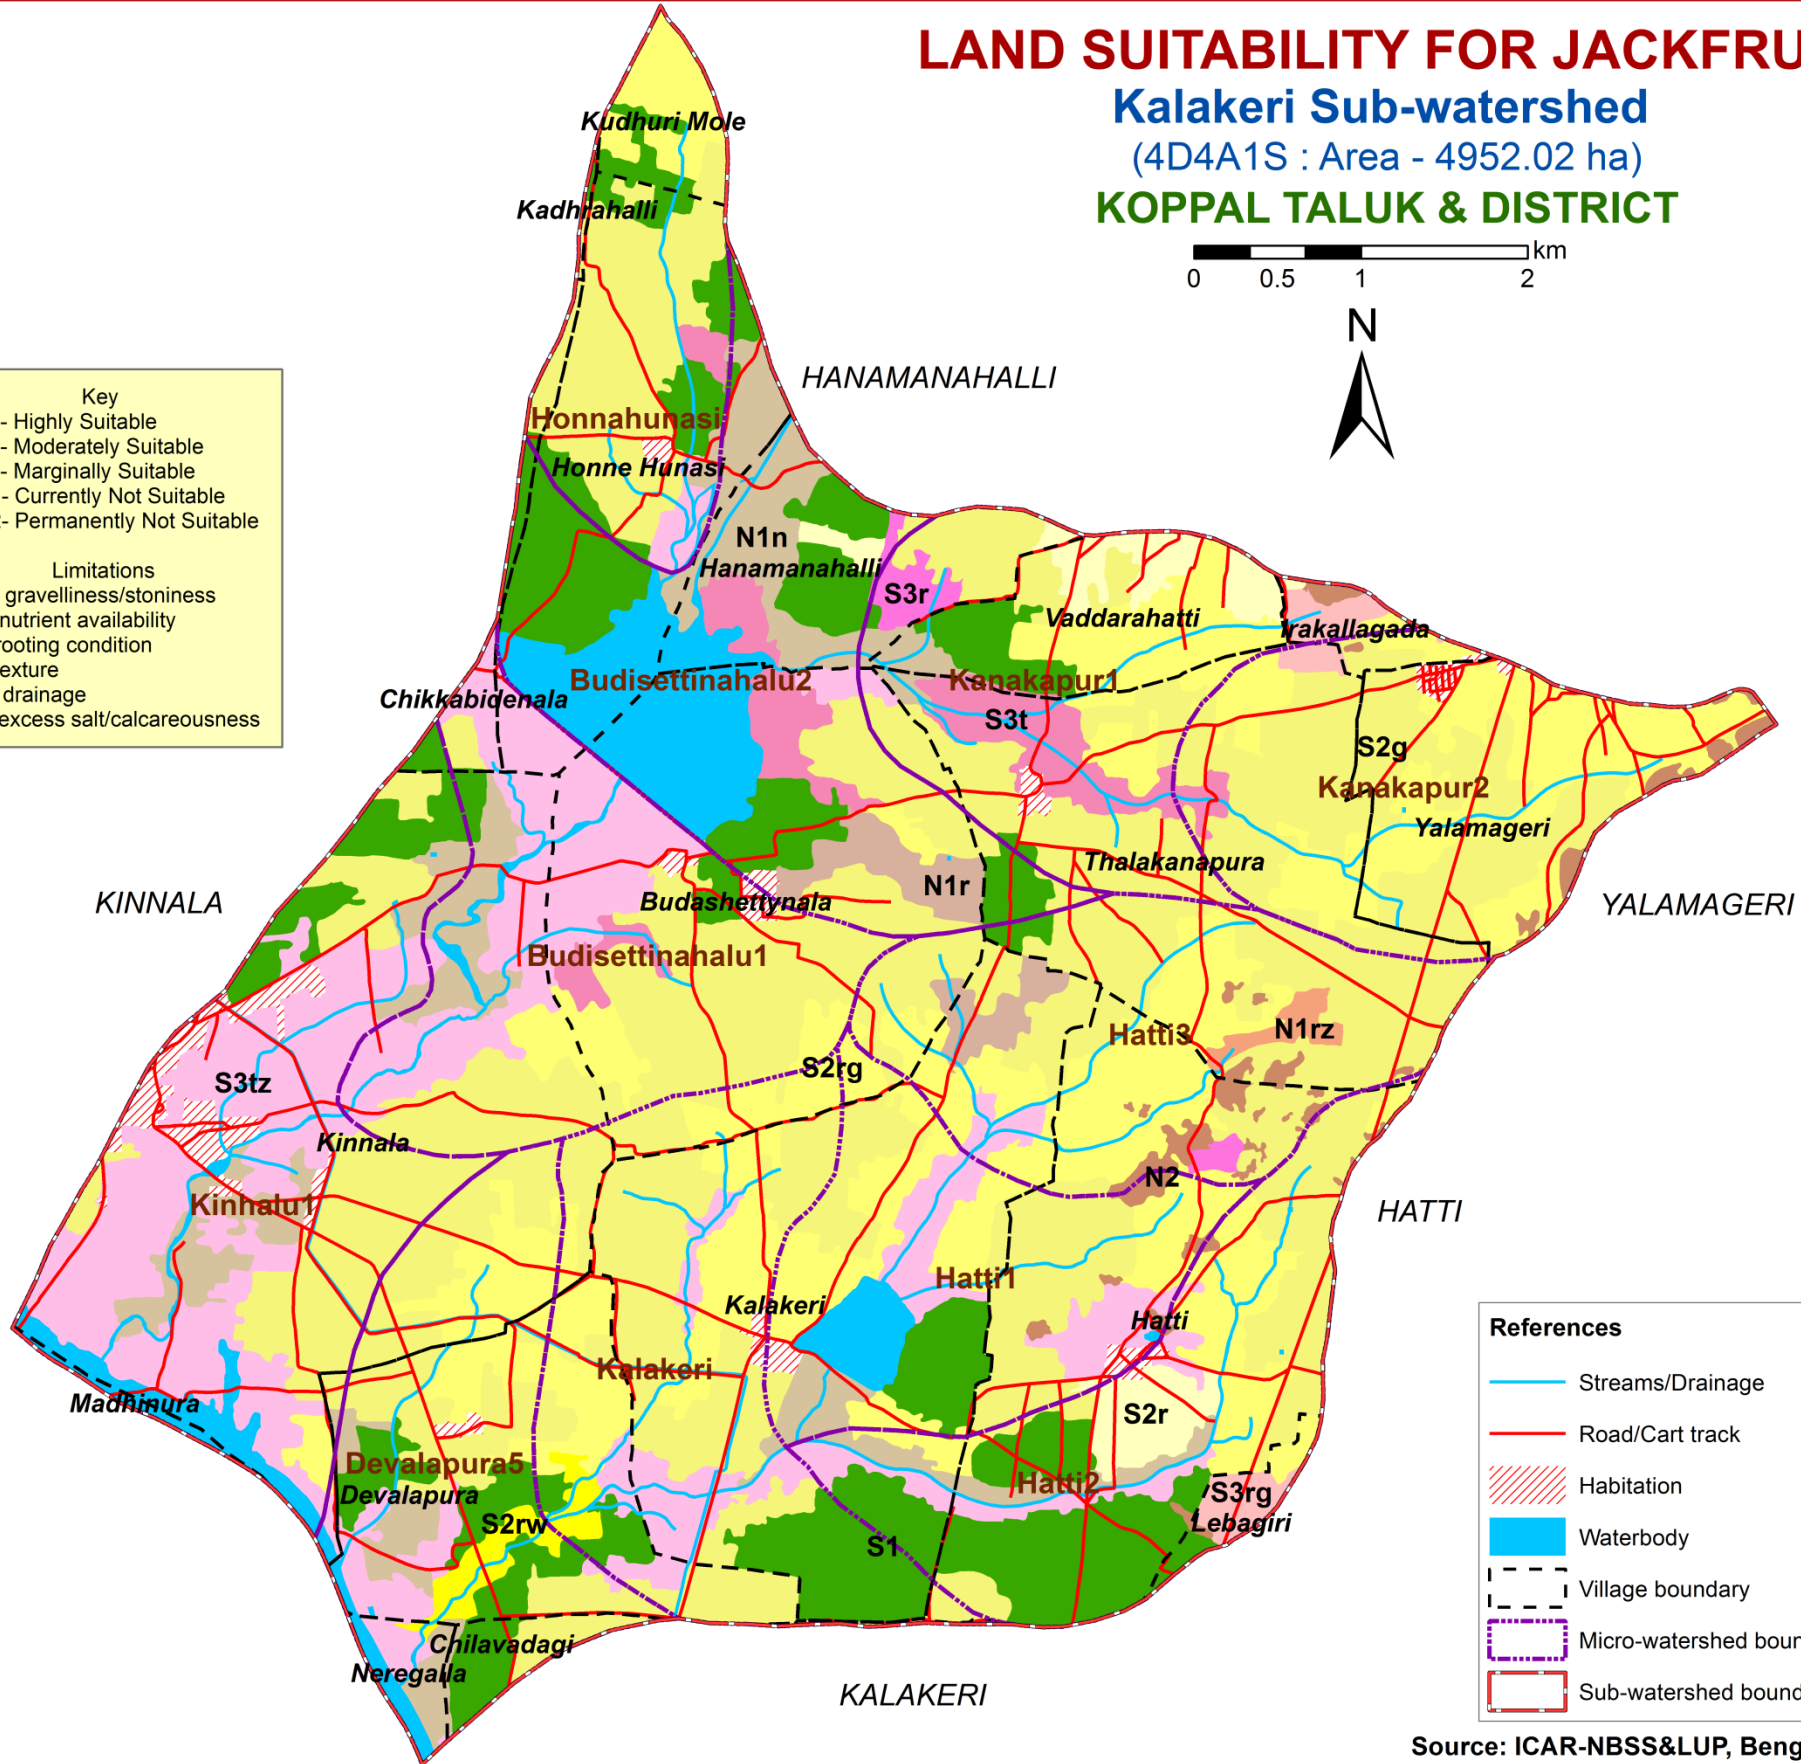 LAND SUITABILITY FOR JACKFRU
Kalakeri Sub-watershed
(4D4A1S : Area - 4952.02 ha)
KOPPAL TALUK & DISTRICT
km
0 0.5 1 2
N
Key
- Highly Suitable
- Moderately Suitable
- Marginally Suitable
- Currently Not Suitable
- Permanently Not Suitable
Limitations
gravelliness/stoniness
nutrient availability
rooting condition
texture
drainage
excess salt/calcareousness
Kudhuri Mole
Kadhrahalli
HANAMANAHALLI
Honnahunasi
Honne Hunasi
N1n
Hanamanahalli
S3r
Vaddarahatti
Irakallagada
Budisettinahalu2
Kanakapur1
Chikkabidenala
S3t
S2g
Kanakapur2
Yalamageri
Thalakanapura
N1r
KINNALA
Budashettynala
YALAMAGERI
Budisettinahalu1
Hatti3
N1rz
S2rg
S3tz
Kinnala
N2
Kinhalu1
HATTI
Hatti1
Kalakeri
Hatti
Kalakeri
Madhinura
S2r
Devalapura5
Devalapura
Hatti2
S3rg
Lebagiri
S2rw
S1
Chilavadagi
Neregalla
KALAKERI
References
Streams/Drainage
Road/Cart track
Habitation
Waterbody
Village boundary
Micro-watershed boun
Sub-watershed bound
Source: ICAR-NBSS&LUP, Beng